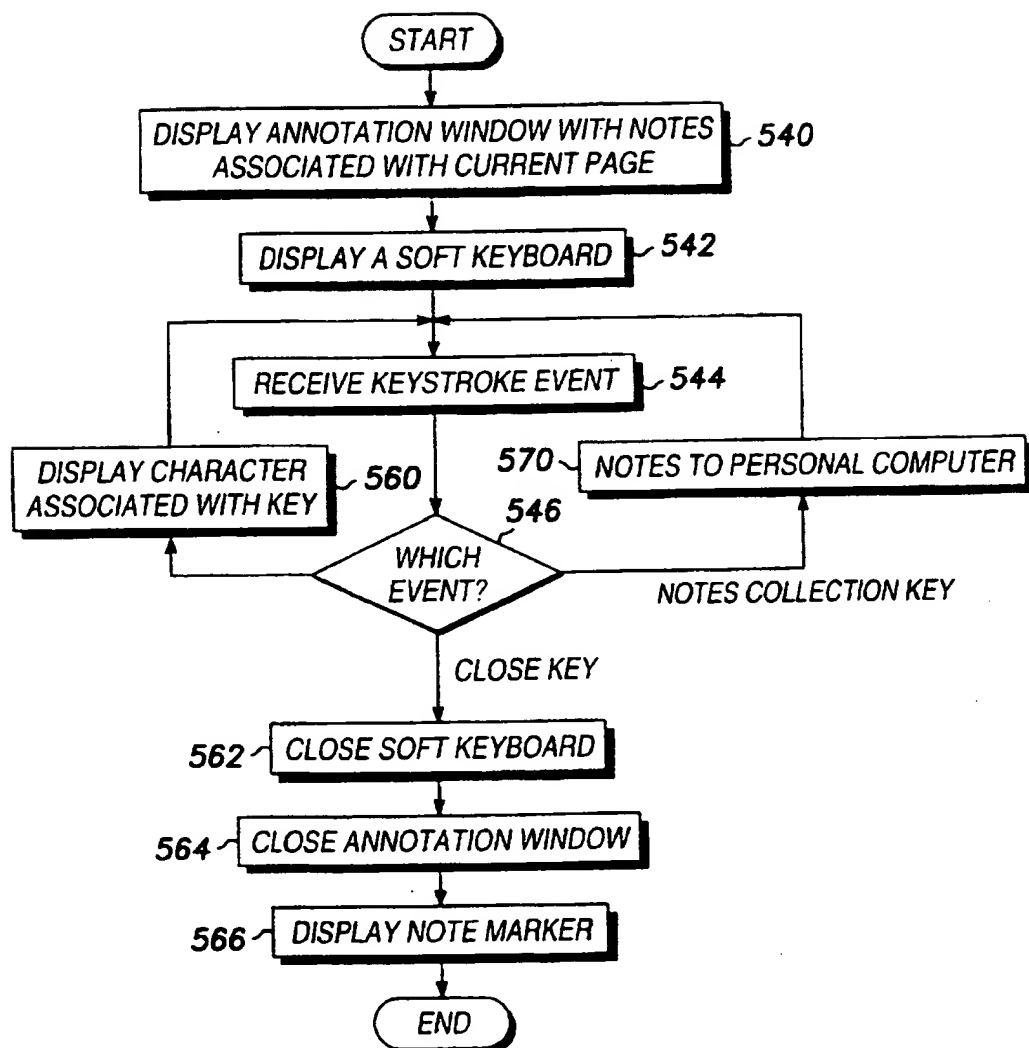 START
DISPLAY ANNOTATION WINDOW WITH NOTES
ASSOCIATED WITH CURRENT PAGE
540
DISPLAY A SOFT KEYBOARD
542
RECEIVE KEYSTROKE EVENT
544
DISPLAY CHARACTER
ASSOCIATED WITH KEY
560
570
NOTES TO PERSONAL COMPUTER
546
WHICH
EVENT?
NOTES COLLECTION KEY
CLOSE KEY
562
CLOSE SOFT KEYBOARD
564
CLOSE ANNOTATION WINDOW
566
DISPLAY NOTE MARKER
END